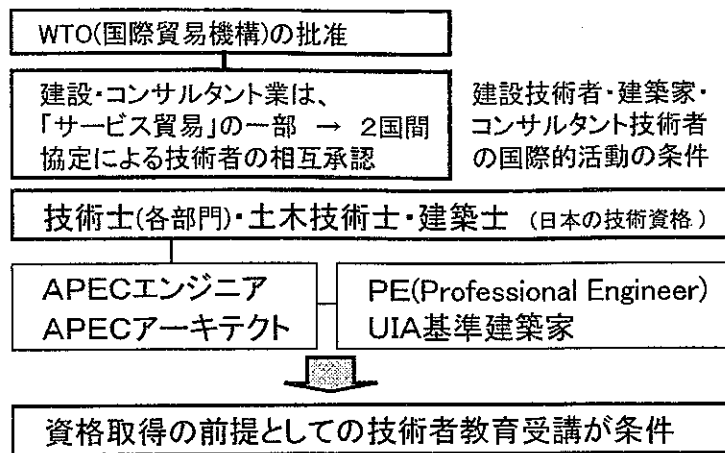 WTO(国際貿易機構)の批准
建設・コンサルタント業は、
「サービス貿易」の一部 → 2国間
協定による技術者の相互承認
建設技術者・建築家・
コンサルタント技術者
の国際的活動の条件
技術士(各部門)・土木技術士・建築士 (日本の技術資格)
APECエンジニア
APECアーキテクト
PE(Professional Engineer)
UIA基準建築家
資格取得の前提としての技術者教育受講が条件